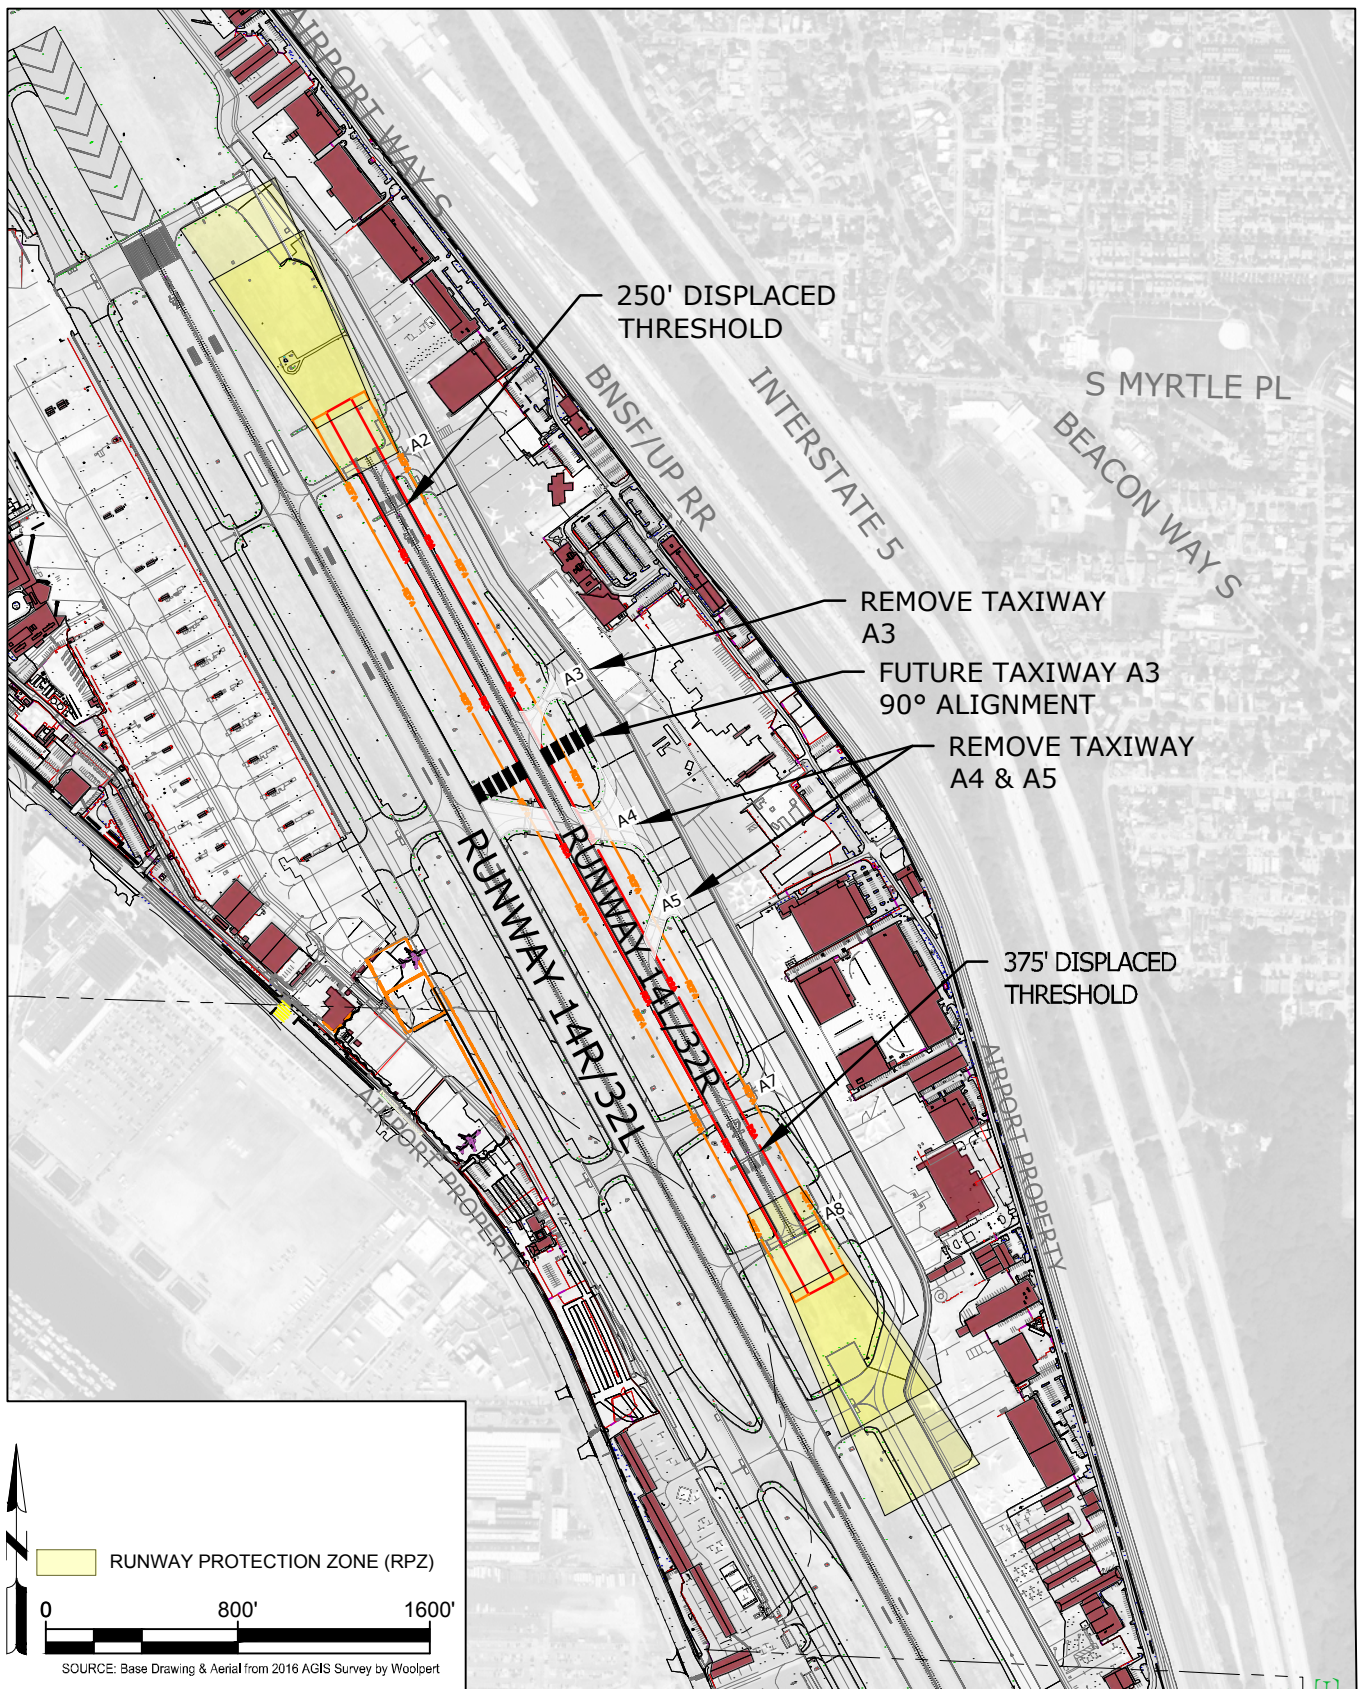 AIRPORT WAY S
250' DISPLACED
THRESHOLD
BNSF/UP RR
INTERSTATE 5
S MYRTLE PL
BEACON WAY S
A2
REMOVE TAXIWAY
A3
A3
FUTURE TAXIWAY A3
90° ALIGNMENT
REMOVE TAXIWAY
A4 & A5
A4
A5
RUNWAY 14R/32L
RUNWAY 14L/32R
375' DISPLACED
THRESHOLD
A7
A8
AIRPORT PROPERTY
AIRPORT PROPERTY
RUNWAY PROTECTION ZONE (RPZ)
0 800' 1600'
SOURCE: Base Drawing & Aerial from 2016 AGIS Survey by Woolpert